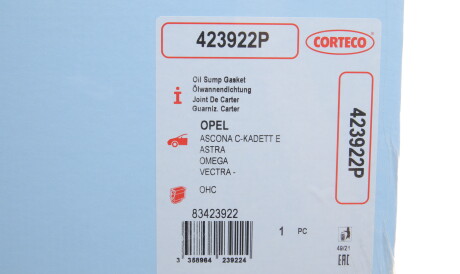 423922P
CORTECO
Oil Sump Gasket
Ölwannendichtung
Joint De Carter
Guarniz. Carter
423922P
OPEL
ASCONA C-KADETT E
ASTRA
OMEGA
VECTRA -
OHC
83423922
1 PC
49/21
EAC
3 358964 239224